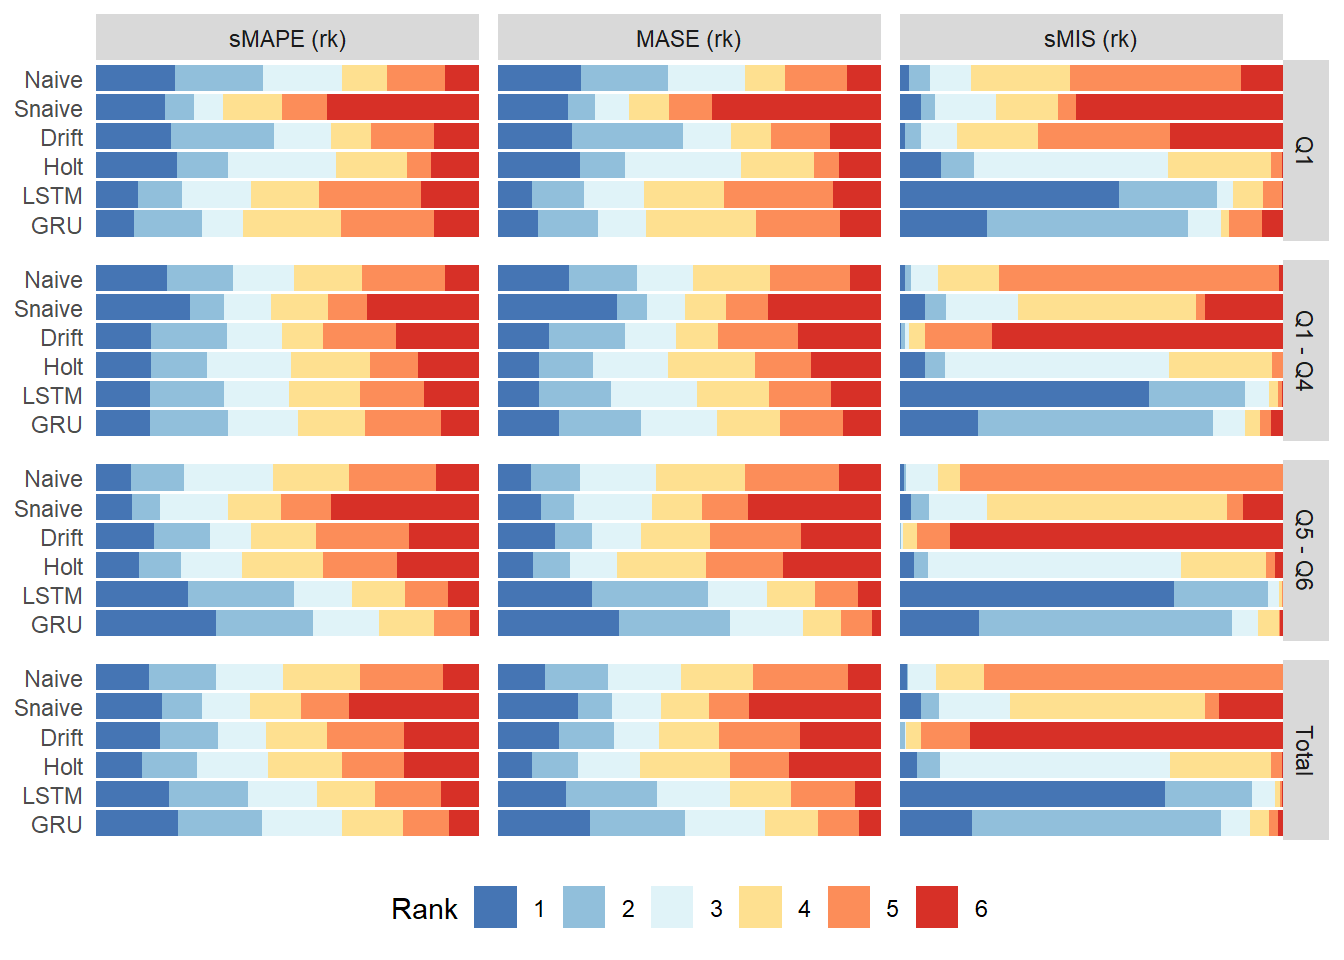 sMAPE (rk) MASE (rk) sMIS (rk)
Naive
Snaive
Drift
Holt
LSTM
GRU
Q1
Naive
Snaive
Drift
Holt
LSTM
GRU
Q1 - Q4
Naive
Snaive
Drift
Holt
LSTM
GRU
Q5 - Q6
Naive
Snaive
Drift
Holt
LSTM
GRU
Total
Rank 1 2 3 4 5 6